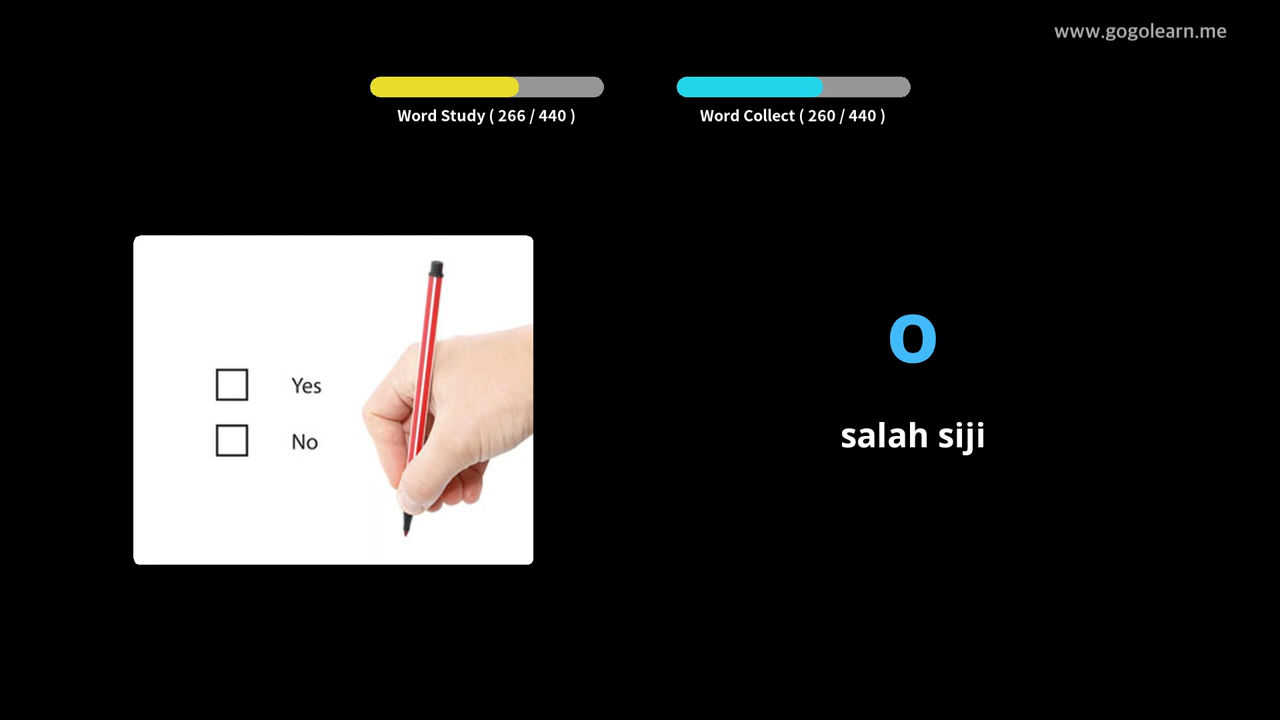 www.gogolearn.me
Word Study ( 266 / 440 )
Word Collect ( 260 / 440 )
Yes
No
o
salah siji